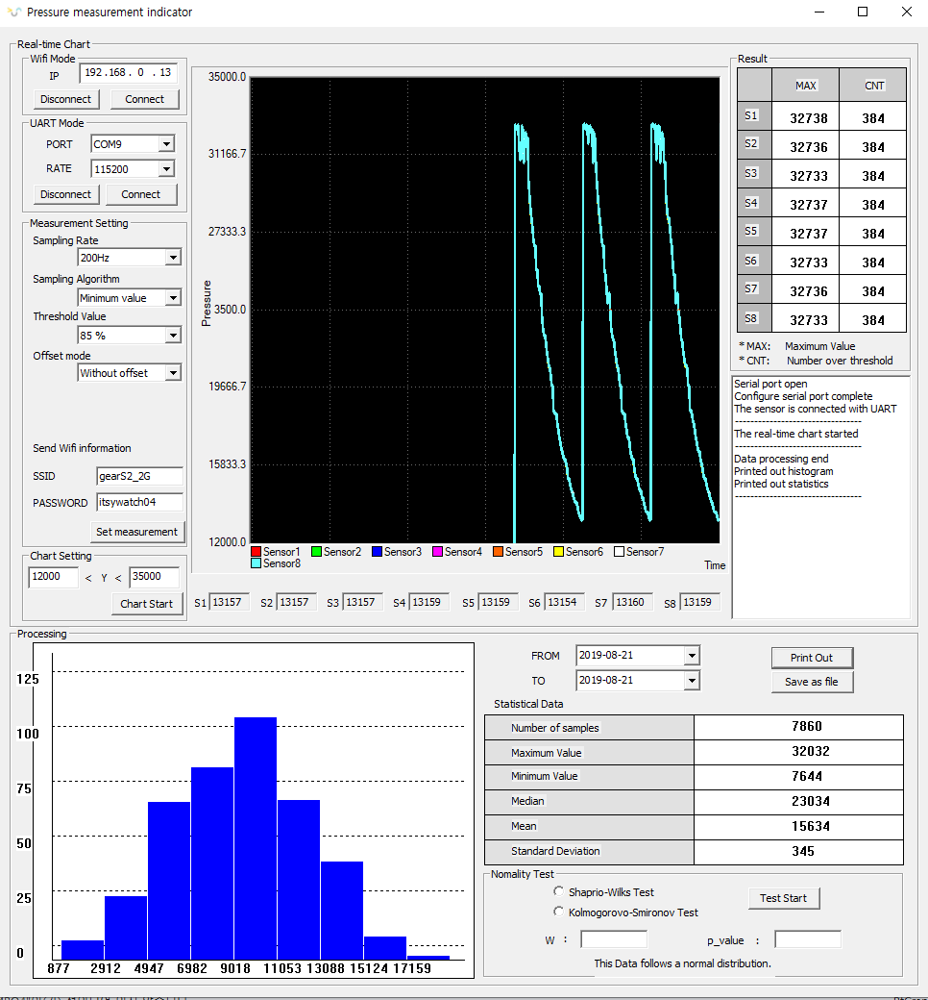 Pressure measurement indicator
Real-time Chart
Wifi Mode
IP 192 .168 . 0 . 13
Disconnect Connect
UART Mode
PORT COM9
RATE 115200
Disconnect Connect
Measurement Setting
Sampling Rate
200Hz
Sampling Algorithm
Minimum value
Threshold Value
85 %
Offset mode
Without offset
Send Wifi information
SSID gearS2_2G
PASSWORD itsywatch04
Set measurement
Chart Setting
12000 < Y < 35000
Chart Start
Pressure
35000.0
31166.7
27333.3
3500.0
19666.7
15833.3
12000.0
Sensor1 Sensor2 Sensor3 Sensor4 Sensor5 Sensor6 Sensor7
Sensor8
Time
S1 13157 S2 13157 S3 13157 S4 13159 S5 13159 S6 13154 S7 13160 S8 13159
Result
MAX CNT
S1 32738 384
S2 32736 384
S3 32733 384
S4 32737 384
S5 32737 384
S6 32733 384
S7 32736 384
S8 32733 384
* MAX: Maximum Value
* CNT: Number over threshold
Serial port open
Configure serial port complete
The sensor is connected with UART
---------------------------------
The real-time chart started
---------------------------------
Data processing end
Printed out histogram
Printed out statistics
---------------------------------
Processing
125
100
75
50
25
0
877 2912 4947 6982 9018 11053 13088 15124 17159
FROM 2019-08-21
TO 2019-08-21
Print Out
Save as file
Statistical Data
Number of samples 7860
Maximum Value 32032
Minimum Value 7644
Median 23034
Mean 15634
Standard Deviation 345
Nomality Test
Shaprio-Wilks Test
Kolmogorovo-Smironov Test
Test Start
W : p_value :
This Data follows a normal distribution.